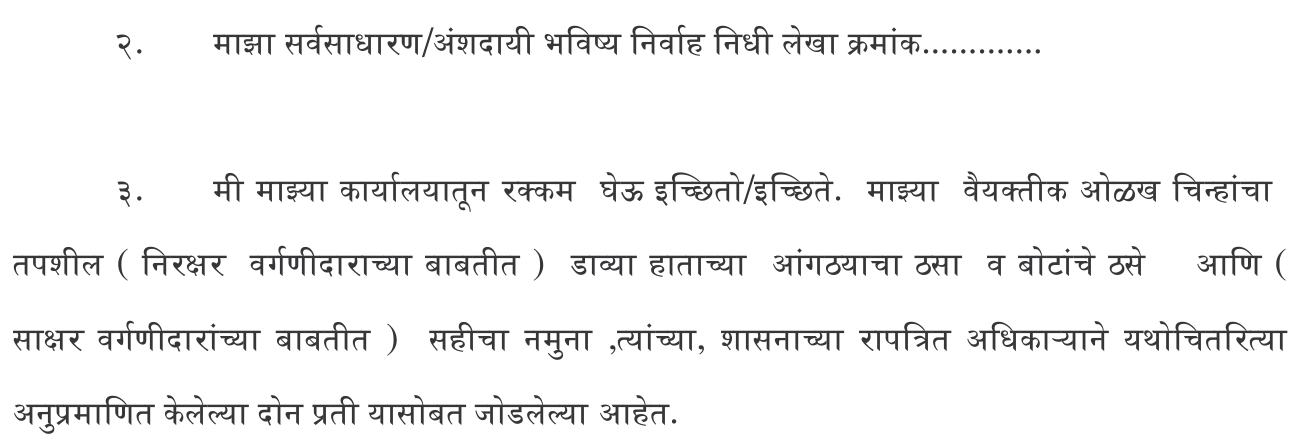 २. माझा सर्वसाधारण/अंशदायी भविष्य निर्वाह निधी लेखा क्रमांक.............
३. मी माझ्या कार्यालयातून रक्कम घेऊ इच्छितो/इच्छिते. माझ्या वैयक्तीक ओळख चिन्हांचा
तपशील ( निरक्षर वर्गणीदाराच्या बाबतीत ) डाव्या हाताच्या आंगठयाचा ठसा व बोटांचे ठसे आणि (
साक्षर वर्गणीदारांच्या बाबतीत ) सहीचा नमुना ,त्यांच्या, शासनाच्या रापत्रित अधिकाऱ्याने यथोचितरित्या
अनुप्रमाणित केलेल्या दोन प्रती यासोबत जोडलेल्या आहेत.